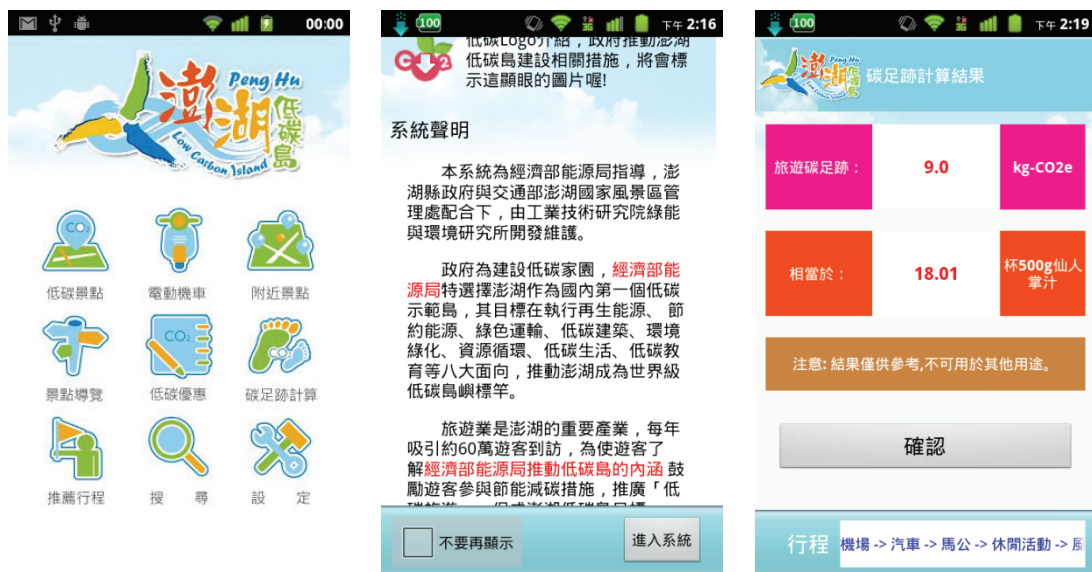 00:00
Peng Hu
澎湖
低碳島
Low Carbon Island
CO₂
低碳景點
電動機車
附近景點
CO₂
CO₂
景點導覽
低碳優惠
碳足跡計算
推薦行程
搜 尋
設 定
100
3G
下午 2:16
低碳Logo介紹，政府推動澎湖
低碳島建設相關措施，將會標
示這顯眼的圖片喔!
系統聲明
本系統為經濟部能源局指導，澎
湖縣政府與交通部澎湖國家風景區管
理處配合下，由工業技術研究院綠能
與環境研究所開發維護。
政府為建設低碳家園，經濟部能
源局特選擇澎湖作為國內第一個低碳
示範島，其目標在執行再生能源、 節
約能源、綠色運輸、低碳建築、環境
綠化、資源循環、低碳生活、低碳教
育等八大面向，推動澎湖成為世界級
低碳島嶼標竿。
旅遊業是澎湖的重要產業，每年
吸引約60萬遊客到訪，為使遊客了
解經濟部能源局推動低碳島的內涵 鼓
勵遊客參與節能減碳措施，推廣「低
不要再顯示
進入系統
100
3G
下午 2:19
澎湖
碳足跡計算結果
旅遊碳足跡：
9.0
kg-CO2e
相當於：
18.01
杯500g仙人
掌汁
注意: 結果僅供參考,不可用於其他用途。
確認
行程
機場 -> 汽車 -> 馬公 -> 休閒活動 -> 風